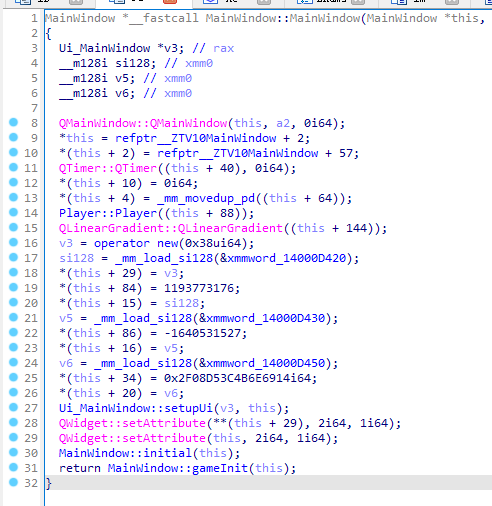 1 MainWindow *__fastcall MainWindow::MainWindow(MainWindow *this,
2 {
3 Ui_MainWindow *v3; // rax
4 __m128i si128; // xmm0
5 __m128i v5; // xmm0
6 __m128i v6; // xmm0
7
8 QMainWindow::QMainWindow(this, a2, 0i64);
9 *this = refptr__ZTV10MainWindow + 2;
10 *(this + 2) = refptr__ZTV10MainWindow + 57;
11 QTimer::QTimer((this + 40), 0i64);
12 *(this + 10) = 0i64;
13 *(this + 4) = _mm_movedup_pd((this + 64));
14 Player::Player((this + 88));
15 QLinearGradient::QLinearGradient((this + 144));
16 v3 = operator new(0x38ui64);
17 si128 = _mm_load_si128(&xmmword_14000D420);
18 *(this + 29) = v3;
19 *(this + 84) = 1193773176;
20 *(this + 15) = si128;
21 v5 = _mm_load_si128(&xmmword_14000D430);
22 *(this + 86) = -1640531527;
23 *(this + 16) = v5;
24 v6 = _mm_load_si128(&xmmword_14000D450);
25 *(this + 34) = 0x2F08D53C4B6E6914i64;
26 *(this + 20) = v6;
27 Ui_MainWindow::setupUi(v3, this);
28 QWidget::setAttribute(**(this + 29), 2i64, 1i64);
29 QWidget::setAttribute(this, 2i64, 1i64);
30 MainWindow::initial(this);
31 return MainWindow::gameInit(this);
32 }